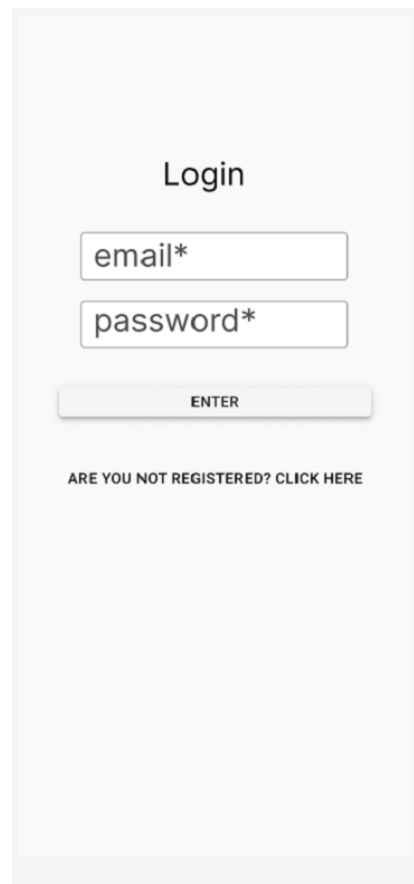 Login
email*
password*
ENTER
ARE YOU NOT REGISTERED? CLICK HERE